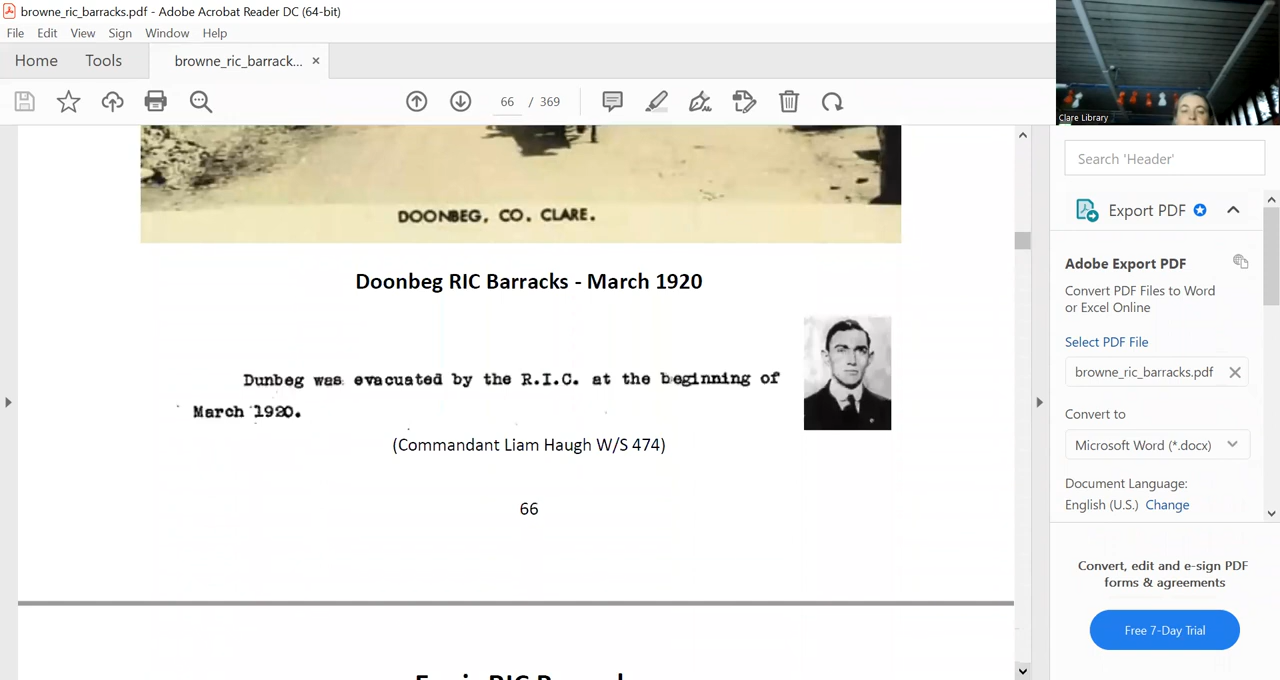 browne_ric_barracks.pdf - Adobe Acrobat Reader DC (64-bit)
File Edit View Sign Window Help
Home Tools browne_ric_barrack... ×
66 / 369
Clare Library
Search 'Header'
Export PDF
Adobe Export PDF
Convert PDF Files to Word
or Excel Online
Select PDF File
browne_ric_barracks.pdf
Convert to
Microsoft Word (*.docx)
Document Language:
English (U.S.) Change
Convert, edit and e-sign PDF
forms & agreements
Free 7-Day Trial
DOONBEG, CO. CLARE.
Doonbeg RIC Barracks - March 1920
Dunbeg was evacuated by the R.I.C. at the beginning of
March 1920.
(Commandant Liam Haugh W/S 474)
66